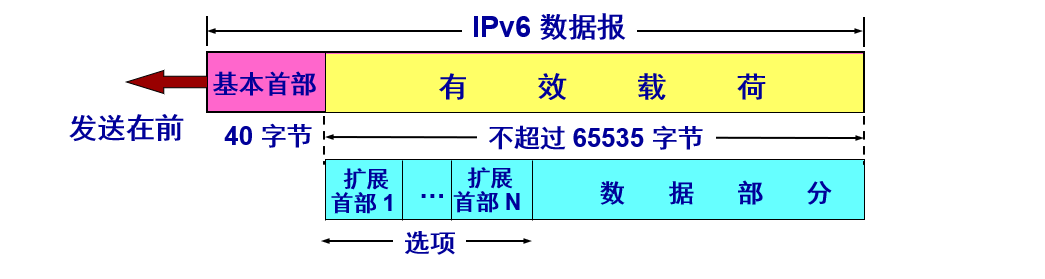 IPv6 数据报
基本首部
有效载荷
发送在前
40 字节
不超过 65535 字节
扩展
首部 1
…
扩展
首部 N
数据部分
选项